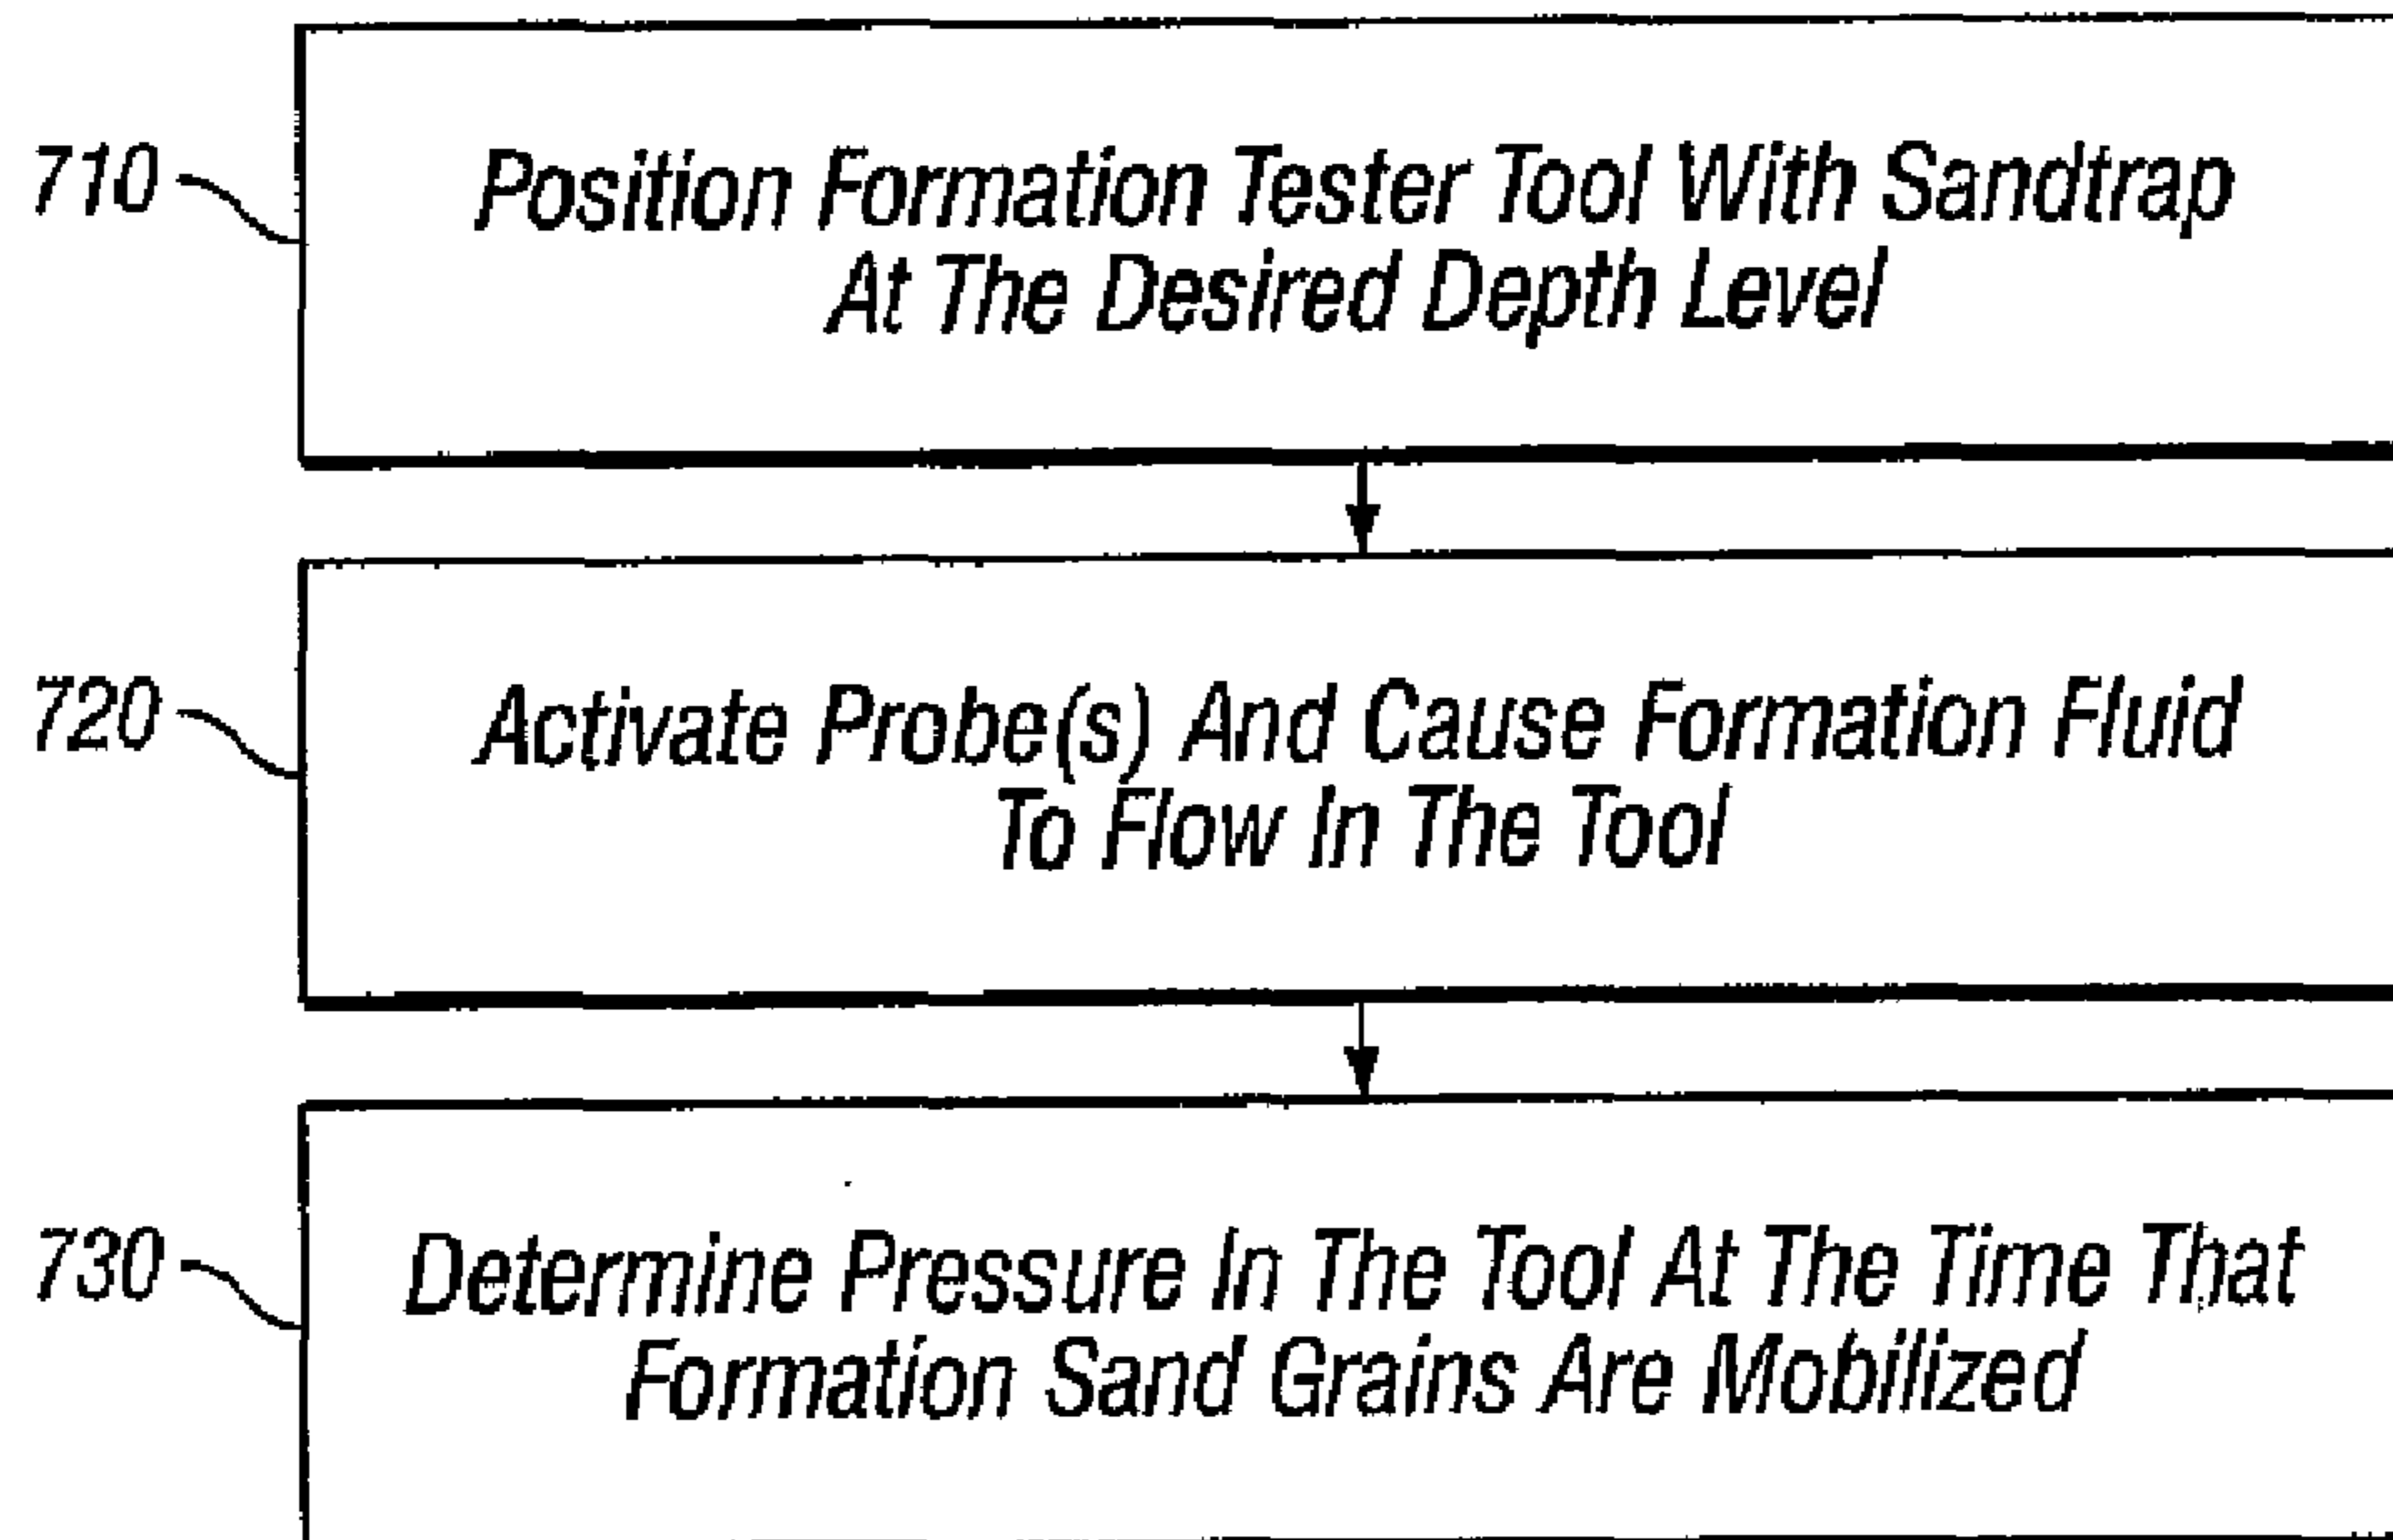 710
Position Formation Tester Tool With Sandtrap
At The Desired Depth Level
720
Activate Probe(s) And Cause Formation Fluid
To Flow In The Tool
730
Determine Pressure In The Tool At The Time That
Formation Sand Grains Are Mobilized